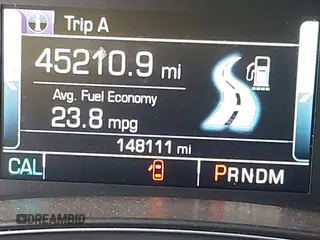 i Trip A
45210.9 mi
Avg. Fuel Economy
23.8 mpg
148111 mi
CAL PRNDM
DREAMBID